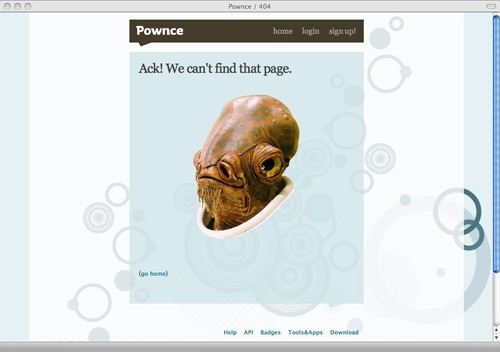 Pownce / 404
Pownce home login sign up!
Ack! We can't find that page.
(go home)
Help API Badges Tools&Apps Download